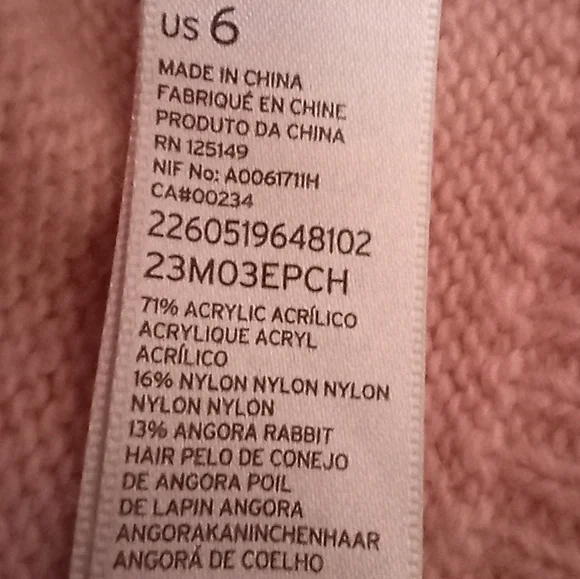 US 6
MADE IN CHINA
FABRIQUÉ EN CHINE
PRODUTO DA CHINA
RN 125149
NIF No: A0061711H
CA#00234
2260519648102
23M03EPCH
71% ACRYLIC ACRÍLICO
ACRYLIQUE ACRYL
ACRÍLICO
16% NYLON NYLON NYLON
NYLON NYLON
13% ANGORA RABBIT
HAIR PELO DE CONEJO
DE ANGORA POIL
DE LAPIN ANGORA
ANGORAKANINCHENHAAR
ANGORÁ DE COELHO